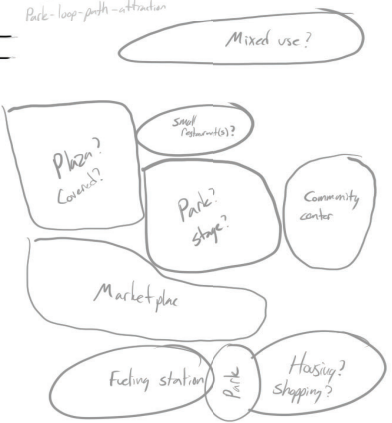 Park-loop-path-attraction
Mixed use?
Small
restaurant(s)?
Plaza?
Covered?
Park?
Stage?
Community
center
Marketplac
Fueling station
Park
Housing?
Shopping?